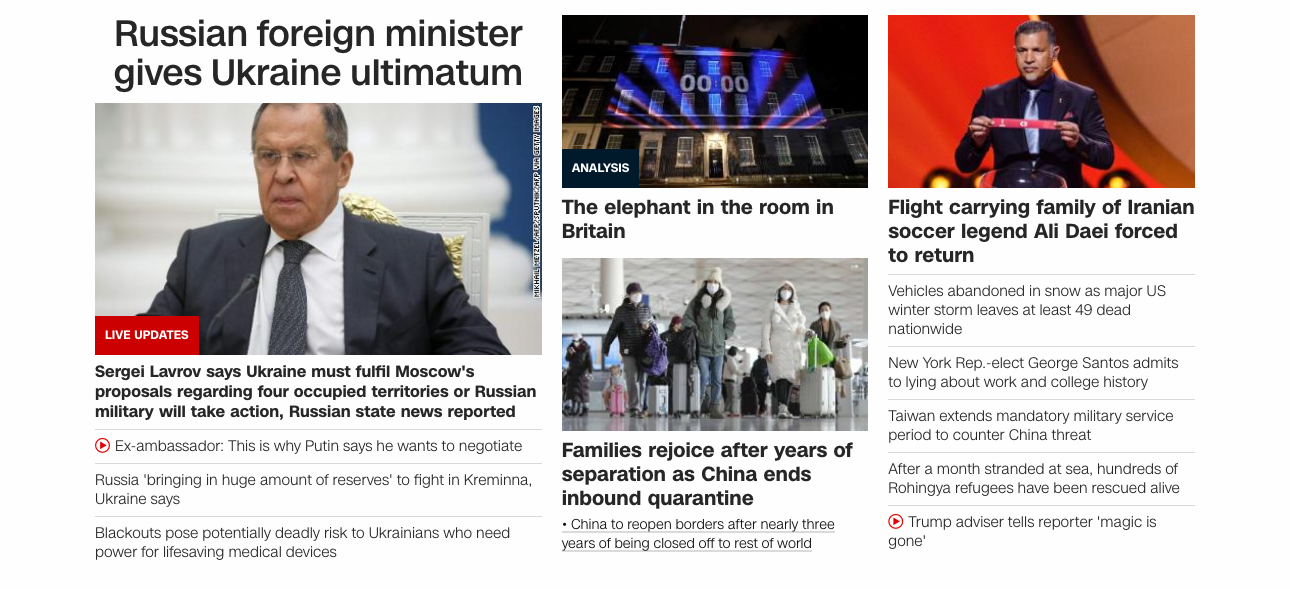 Russian foreign minister
gives Ukraine ultimatum
MIKHAIL METZEL/AFP/SPUTNIK/AFP VIA GETTY IMAGES
LIVE UPDATES
Sergei Lavrov says Ukraine must fulfil Moscow's
proposals regarding four occupied territories or Russian
military will take action, Russian state news reported
Ex-ambassador: This is why Putin says he wants to negotiate
Russia 'bringing in huge amount of reserves' to fight in Kreminna,
Ukraine says
Blackouts pose potentially deadly risk to Ukrainians who need
power for lifesaving medical devices
00:00
ANALYSIS
The elephant in the room in
Britain
Families rejoice after years of
separation as China ends
inbound quarantine
• China to reopen borders after nearly three
years of being closed off to rest of world
Flight carrying family of Iranian
soccer legend Ali Daei forced
to return
Vehicles abandoned in snow as major US
winter storm leaves at least 49 dead
nationwide
New York Rep.-elect George Santos admits
to lying about work and college history
Taiwan extends mandatory military service
period to counter China threat
After a month stranded at sea, hundreds of
Rohingya refugees have been rescued alive
Trump adviser tells reporter 'magic is
gone'